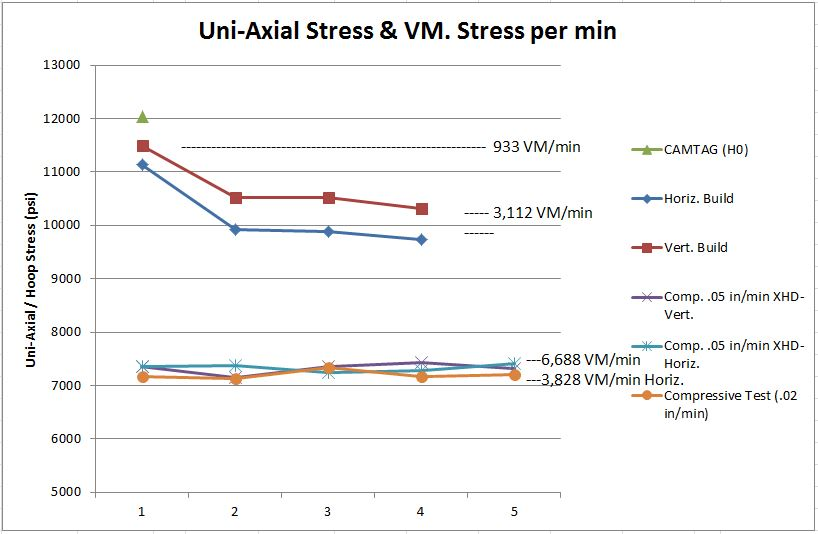 Uni-Axial Stress & VM. Stress per min
13000
12000
11000
10000
9000
8000
7000
6000
5000
Uni-Axial / Hoop Stress (psi)
1 2 3 4 5
---------------------------------------------------- 933 VM/min
----- 3,112 VM/min
------
---6,688 VM/min
---3,828 VM/min Horiz.
CAMTAG (H0)
Horiz. Build
Vert. Build
Comp. .05 in/min XHD-
Vert.
Comp. .05 in/min XHD-
Horiz.
Compressive Test (.02
in/min)